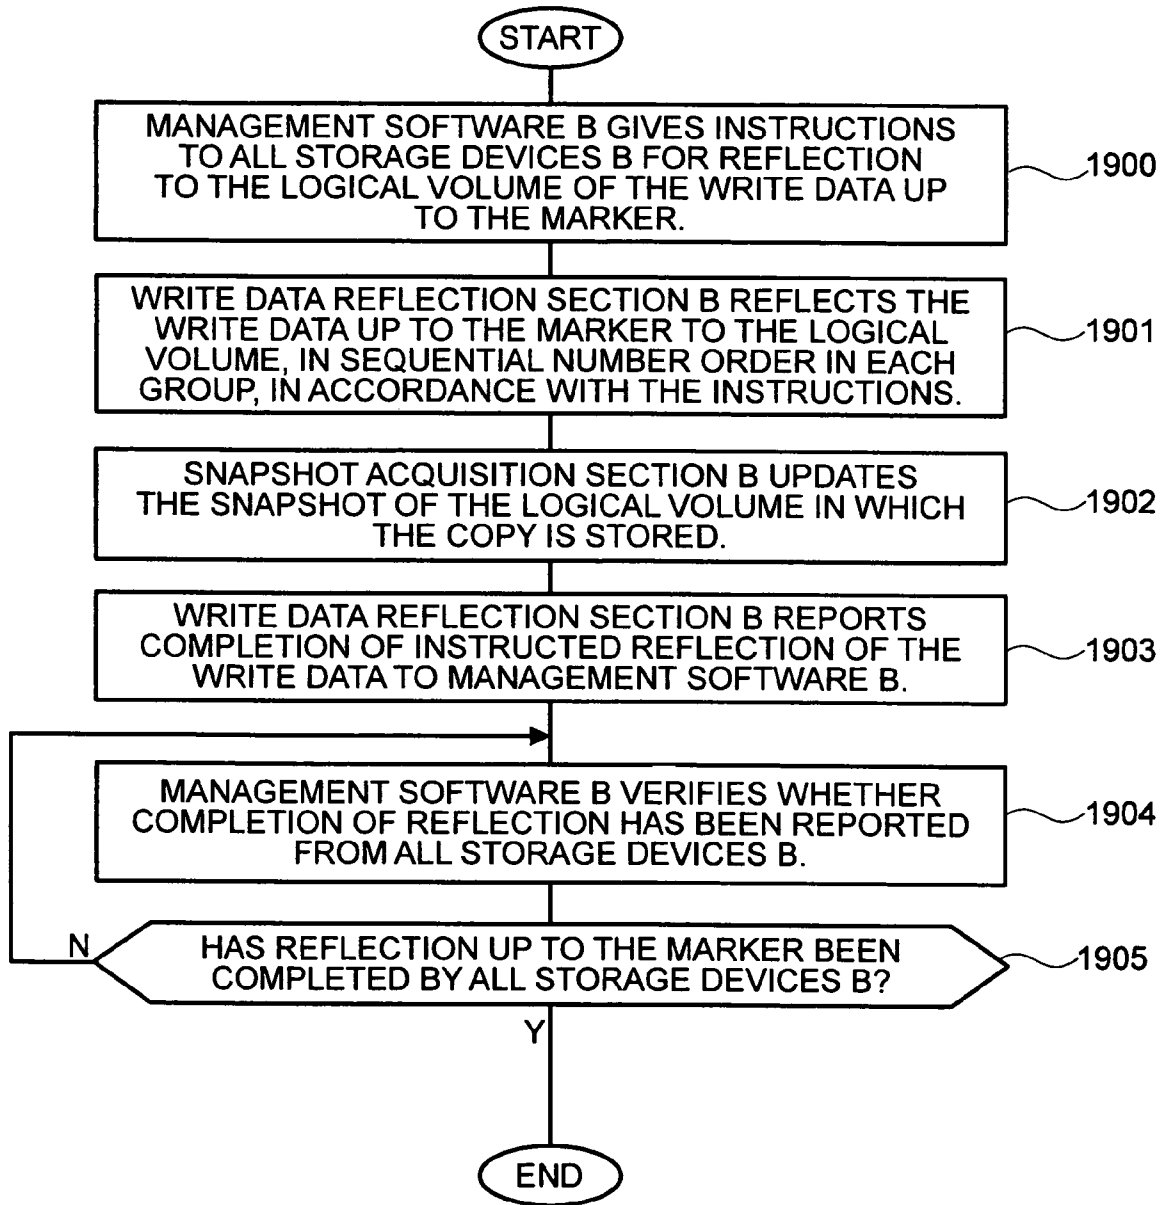 START
MANAGEMENT SOFTWARE B GIVES INSTRUCTIONS
TO ALL STORAGE DEVICES B FOR REFLECTION
TO THE LOGICAL VOLUME OF THE WRITE DATA UP
TO THE MARKER.
1900
WRITE DATA REFLECTION SECTION B REFLECTS THE
WRITE DATA UP TO THE MARKER TO THE LOGICAL
VOLUME, IN SEQUENTIAL NUMBER ORDER IN EACH
GROUP, IN ACCORDANCE WITH THE INSTRUCTIONS.
1901
SNAPSHOT ACQUISITION SECTION B UPDATES
THE SNAPSHOT OF THE LOGICAL VOLUME IN WHICH
THE COPY IS STORED.
1902
WRITE DATA REFLECTION SECTION B REPORTS
COMPLETION OF INSTRUCTED REFLECTION OF THE
WRITE DATA TO MANAGEMENT SOFTWARE B.
1903
MANAGEMENT SOFTWARE B VERIFIES WHETHER
COMPLETION OF REFLECTION HAS BEEN REPORTED
FROM ALL STORAGE DEVICES B.
1904
N
HAS REFLECTION UP TO THE MARKER BEEN
COMPLETED BY ALL STORAGE DEVICES B?
1905
Y
END